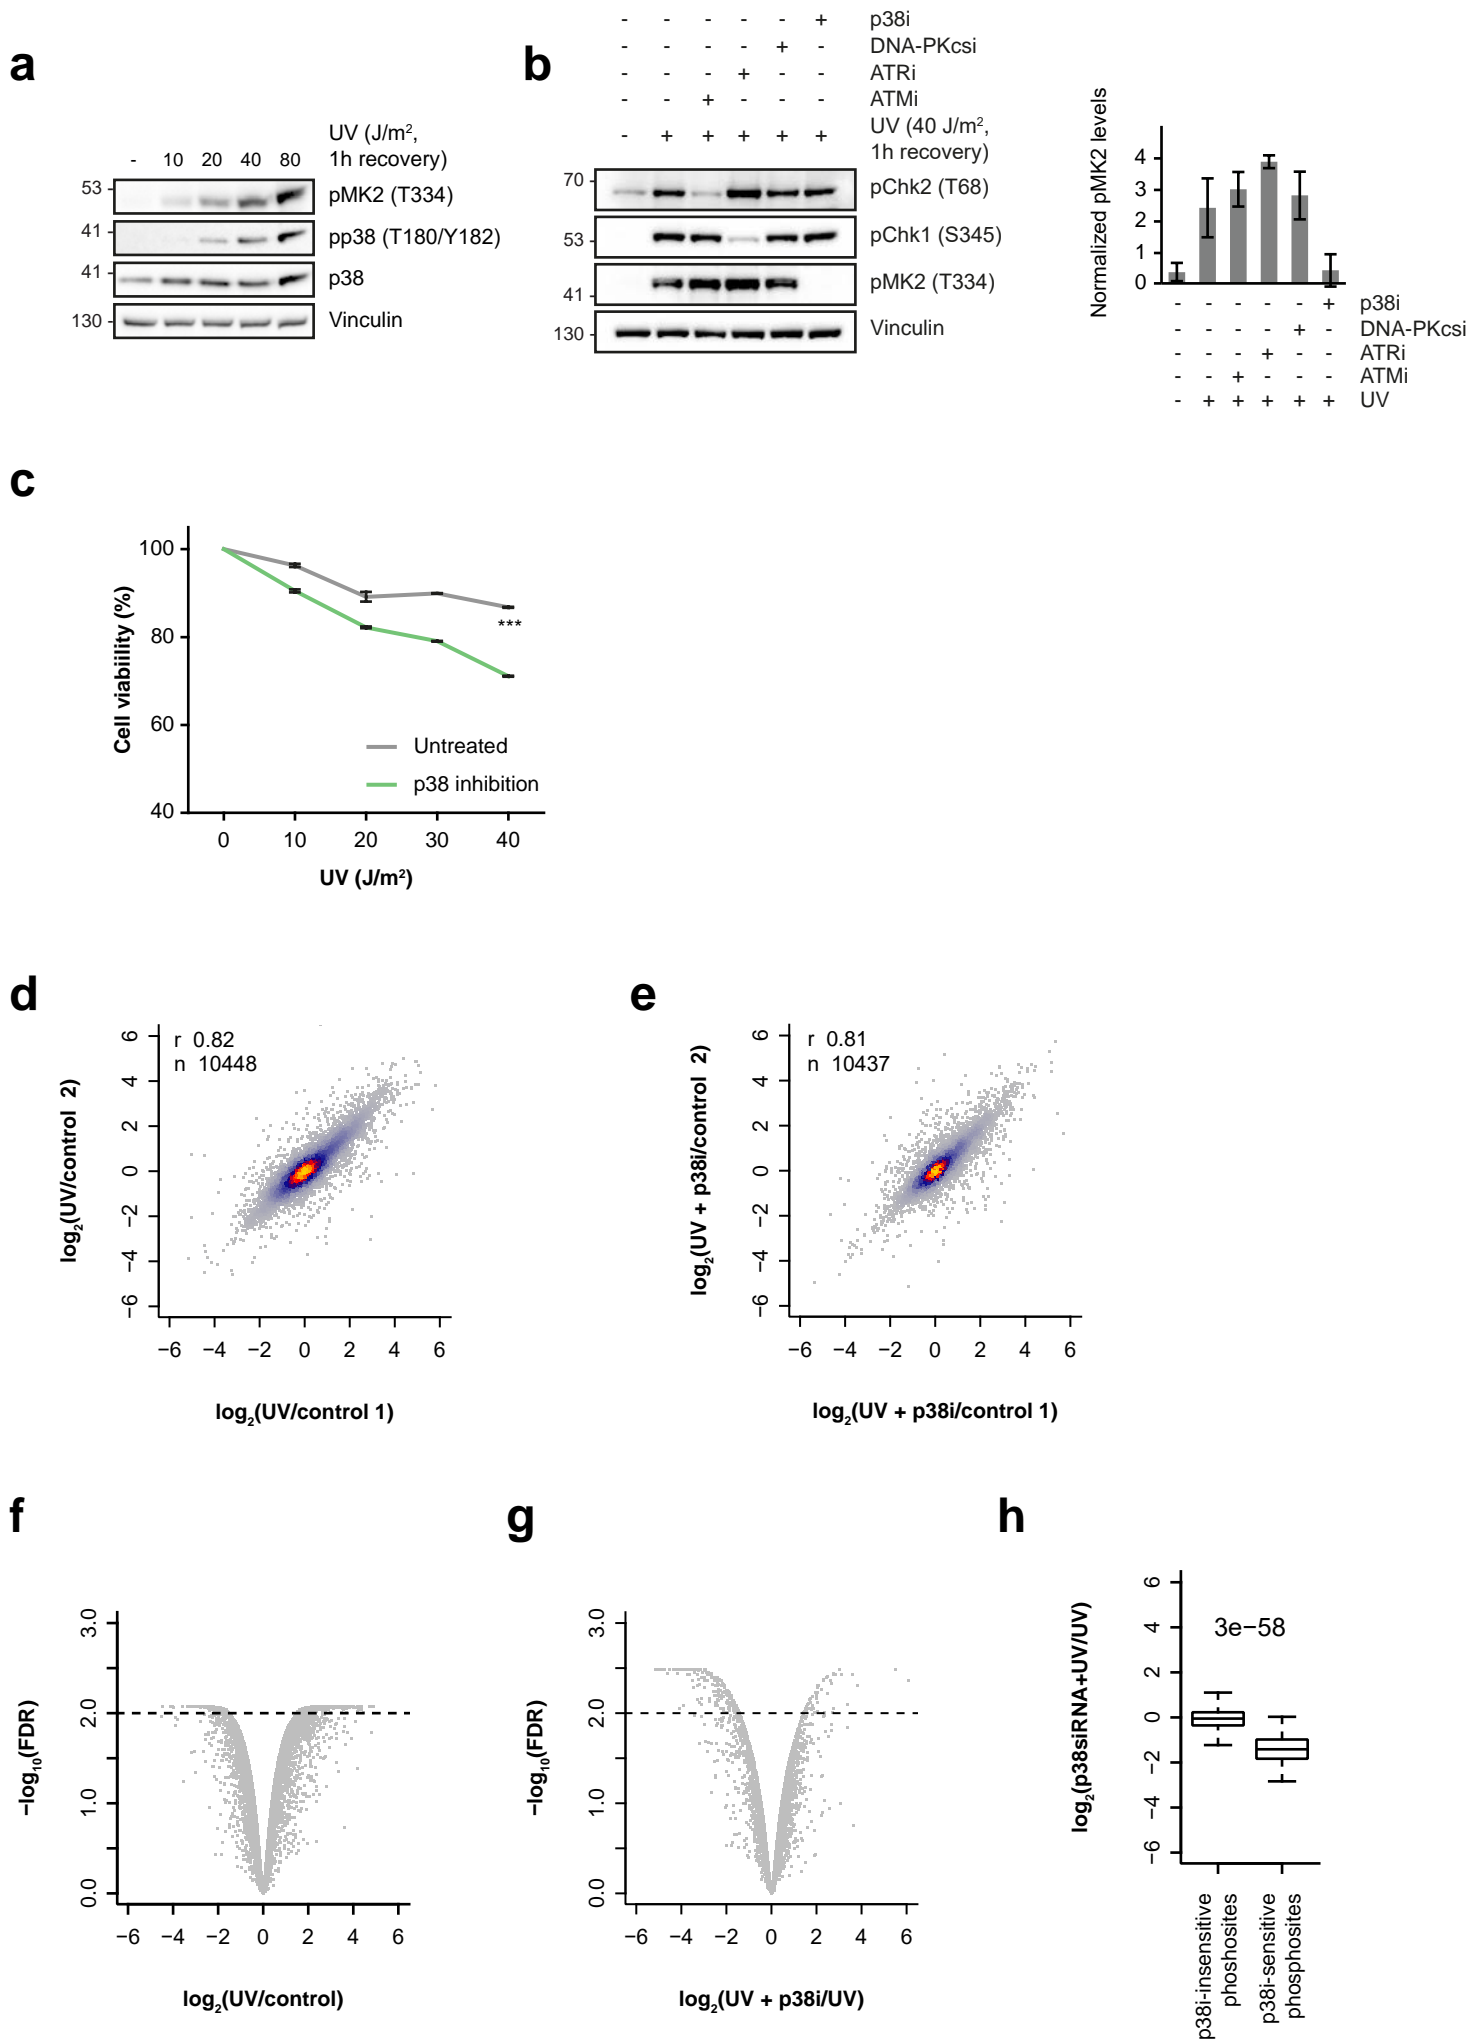 a
UV (J/m²,
1h recovery)
- 10 20 40 80
53 pMK2 (T334)
41 pp38 (T180/Y182)
41 p38
130 Vinculin
b
- - - - - + p38i
- - - - + - DNA-PKcsi
- - - + - - ATRi
- - + - - - ATMi
- + + + + + UV (40 J/m²,
1h recovery)
70 pChk2 (T68)
53 pChk1 (S345)
41 pMK2 (T334)
130 Vinculin
Normalized pMK2 levels
4
3
2
1
0
- - - - - + p38i
- - - - + - DNA-PKcsi
- - - + - - ATRi
- - + - - - ATMi
- + + + + + UV
c
Cell viabiility (%)
100
80
60
40
***
Untreated
p38 inhibition
0 10 20 30 40
UV (J/m²)
d
log₂(UV/control 2)
r 0.82
n 10448
6
4
2
0
−2
−4
−6
−6 −4 −2 0 2 4 6
log₂(UV/control 1)
e
log₂(UV + p38i/control 2)
r 0.81
n 10437
6
4
2
0
−2
−4
−6
−6 −4 −2 0 2 4 6
log₂(UV + p38i/control 1)
f
−log₁₀(FDR)
3.0
2.0
1.0
0.0
−6 −4 −2 0 2 4 6
log₂(UV/control)
g
−log₁₀(FDR)
3.0
2.0
1.0
0.0
−6 −4 −2 0 2 4 6
log₂(UV + p38i/UV)
h
log₂(p38siRNA+UV/UV)
6
4
2
0
−2
−4
−6
3e−58
p38i-insensitive
phoshosites
p38i-sensitive
phosphosites